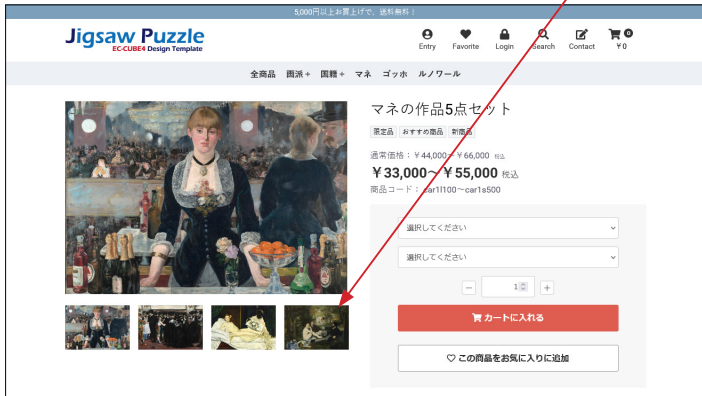 5,000円以上お買上げで、送料無料！
Jigsaw Puzzle
EC-CUBE4 Design Template
Entry
Favorite
Login
Search
Contact
0
￥0
全商品 画派+ 国籍+ マネ ゴッホ ルノワール
マネの作品5点セット
限定品 おすすめ商品 新商品
通常価格：￥44,000～￥66,000 税込
￥33,000～￥55,000 税込
商品コード： car1l100～car1s500
選択してください
選択してください
1
カートに入れる
この商品をお気に入りに追加